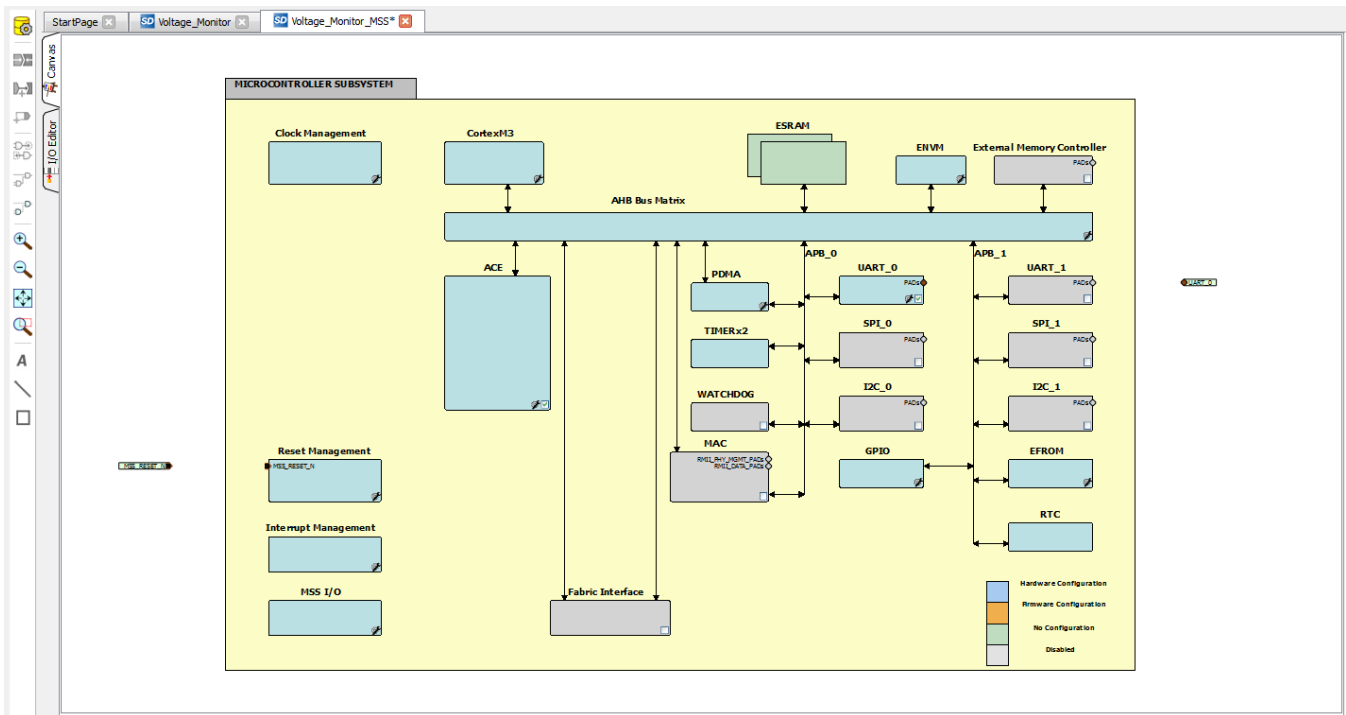 StartPage
SD Voltage_Monitor
SD Voltage_Monitor_MSS*
Canvas
I/O Editor
A
MICROCONTROLLER SUBSYSTEM
Clock Management
CortexM3
ESRAM
ENVM
External Memory Controller
PADs
AHB Bus Matrix
ACE
PDMA
APB_0
UART_0
PADs
APB_1
UART_1
PADs
UART_0
TIMERx2
SPI_0
PADs
SPI_1
PADs
WATCHDOG
I2C_0
PADs
I2C_1
PADs
MSS_RESET_N
Reset Management
MSS_RESET_N
MAC
RMII_PHY_MGMT_PADs
RMII_DATA_PADs
GPIO
EFROM
RTC
Interrupt Management
MSS I/O
Fabric Interface
Hardware Configuration
Firmware Configuration
No Configuration
Disabled